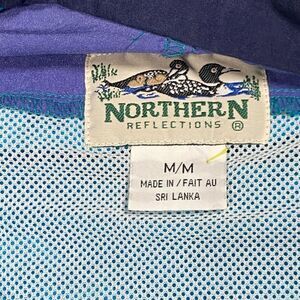 NORTHERN
REFLECTIONS ®
M/M
MADE IN / FAIT AU
SRI LANKA